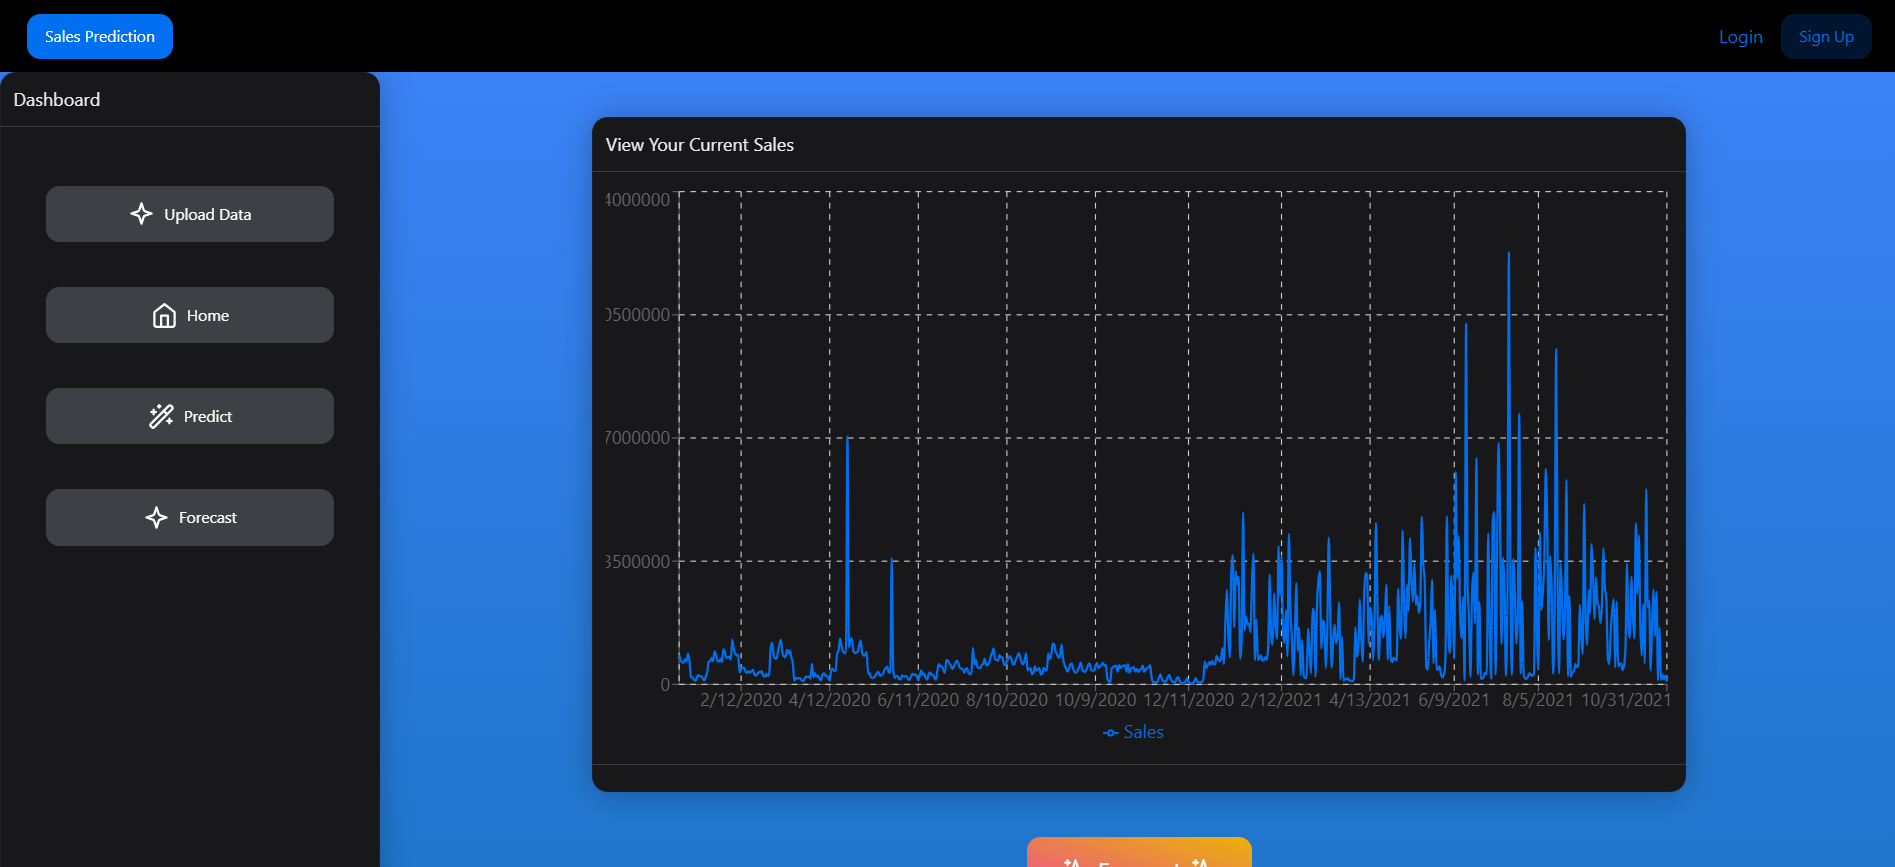 Sales Prediction
Login
Sign Up
Dashboard
Upload Data
Home
Predict
Forecast
View Your Current Sales
4000000
0500000
7000000
3500000
0
2/12/2020 4/12/2020 6/11/2020 8/10/2020 10/9/2020 12/11/2020 2/12/2021 4/13/2021 6/9/2021 8/5/2021 10/31/2021
Sales